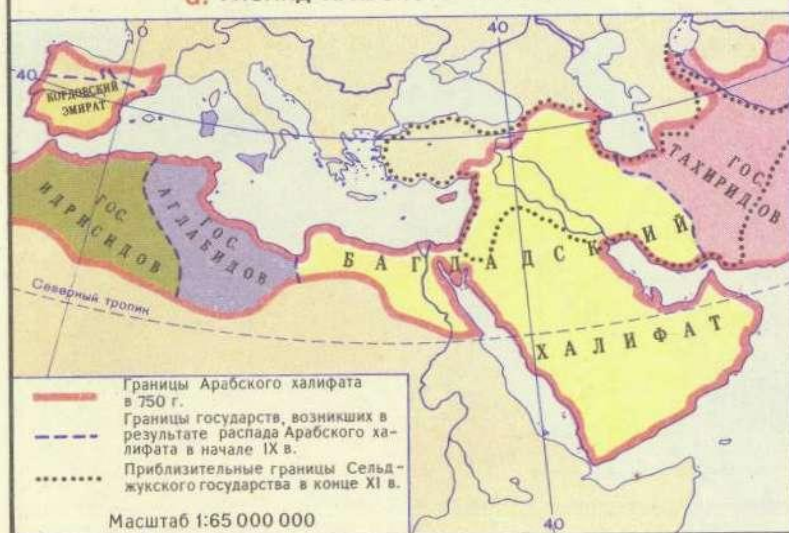 а.
40
0
40
КОРДОВСКИЙ
ЭМИРАТ
ГОС.
ИДРИСИДОВ
ГОС.
АГЛАБИДОВ
ГОС.
ТАХИРИДОВ
БАГДАДСКИЙ
ХАЛИФАТ
Северный тропик
Границы Арабского халифата
в 750 г.
Границы государств, возникших в
результате распада Арабского ха-
лифата в начале IX в.
Приблизительные границы Сельд-
жукского государства в конце XI в.
Масштаб 1:65 000 000
40